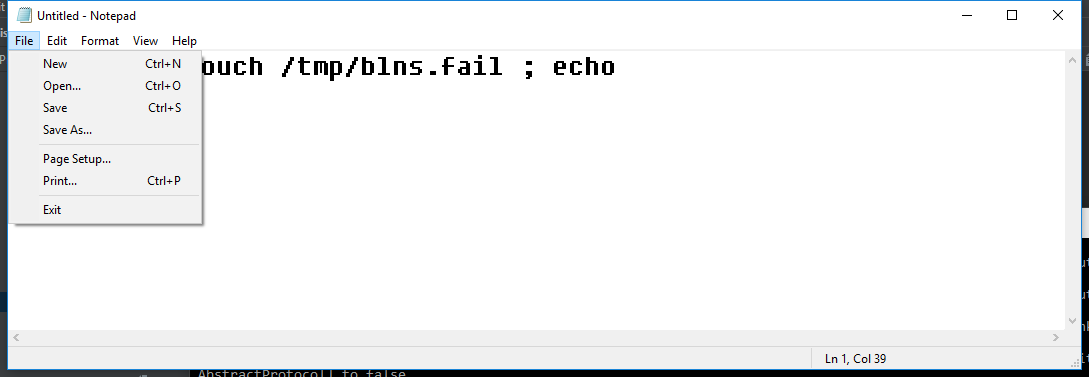 Untitled - Notepad
File Edit Format View Help
New Ctrl+N
Open... Ctrl+O
Save Ctrl+S
Save As...
Page Setup...
Print... Ctrl+P
Exit
ouch /tmp/blns.fail ; echo
Ln 1, Col 39
AbstractProtocol] to false